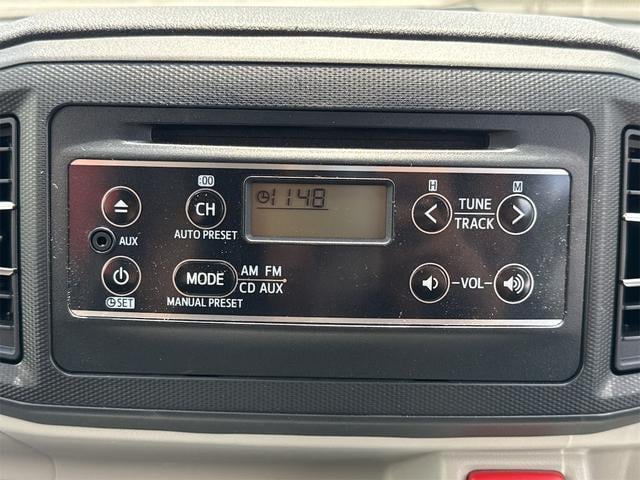 :00
H
M
1148
CH
TUNE
TRACK
AUX
AUTO PRESET
MODE
AM FM
CD AUX
-VOL-
SET
MANUAL PRESET